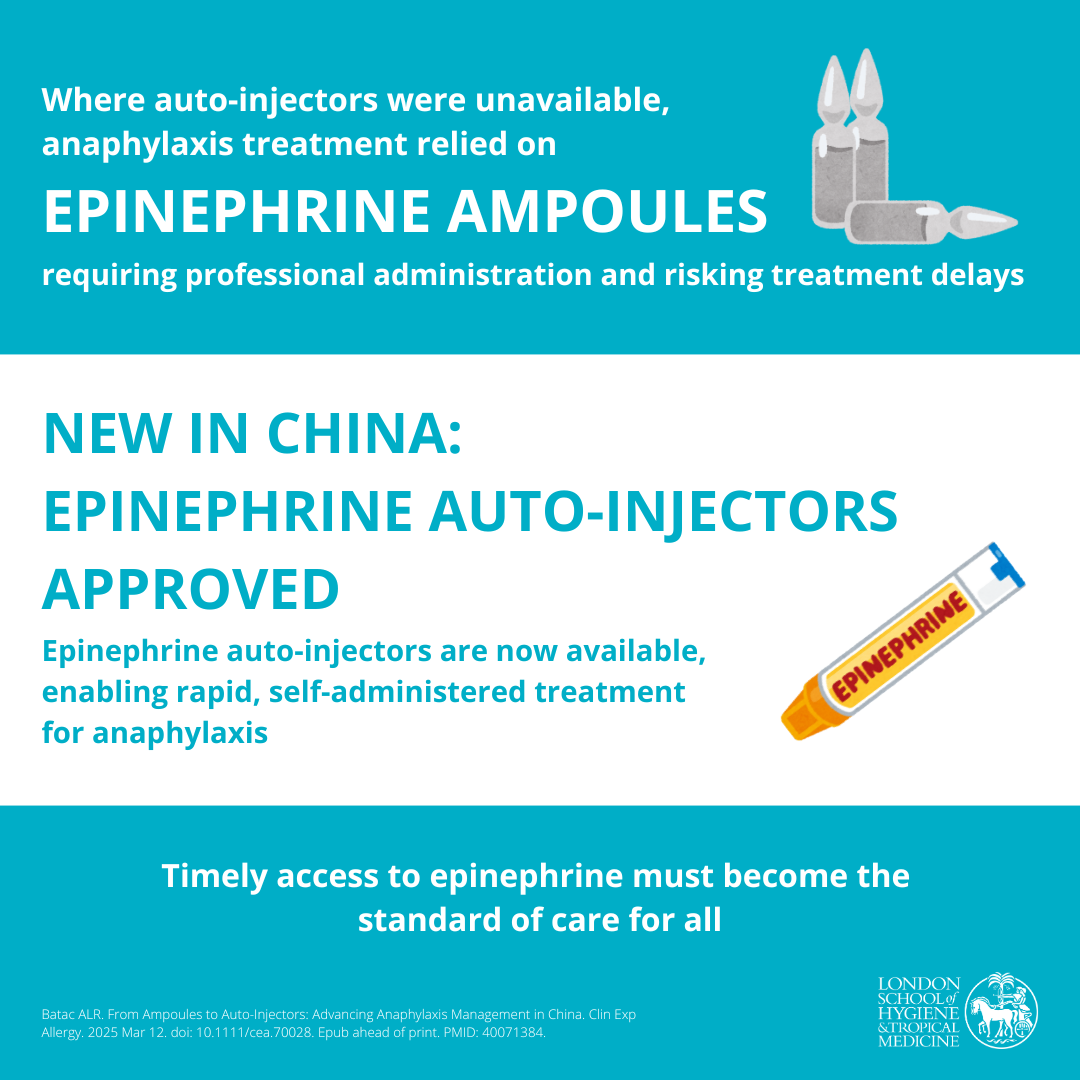 Where auto-injectors were unavailable,
anaphylaxis treatment relied on
EPINEPHRINE AMPOULES
requiring professional administration and risking treatment delays
NEW IN CHINA:
EPINEPHRINE AUTO-INJECTORS
APPROVED
Epinephrine auto-injectors are now available,
enabling rapid, self-administered treatment
for anaphylaxis
EPINEPHRINE
Timely access to epinephrine must become the
standard of care for all
Batac ALR. From Ampoules to Auto-Injectors: Advancing Anaphylaxis Management in China. Clin Exp
Allergy. 2025 Mar 12. doi: 10.1111/cea.70028. Epub ahead of print. PMID: 40071384.
LONDON
SCHOOL of
HYGIENE
&TROPICAL
MEDICINE